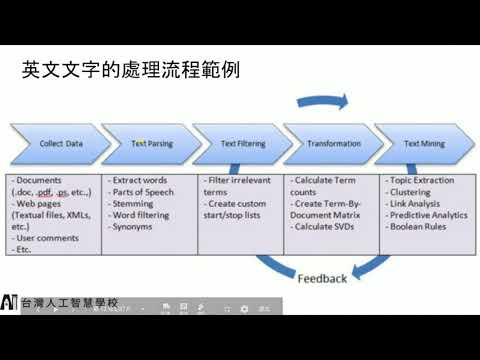 英文文字的處理流程範例
Collect Data
Text Parsing
Text Filtering
Transformation
Text Mining
- Documents
(.doc, .pdf, .ps, etc.,)
- Web pages
(Textual files, XMLs,
etc.)
- User comments
- Etc.
- Extract words
- Parts of Speech
- Stemming
- Word filtering
- Synonyms
- Filter irrelevant
terms
- Create custom
start/stop lists
- Calculate Term
counts
- Create Term-By-
Document Matrix
- Calculate SVDs
- Topic Extraction
- Clustering
- Link Analysis
- Predictive Analytics
- Boolean Rules
Feedback
台灣人工智慧學校